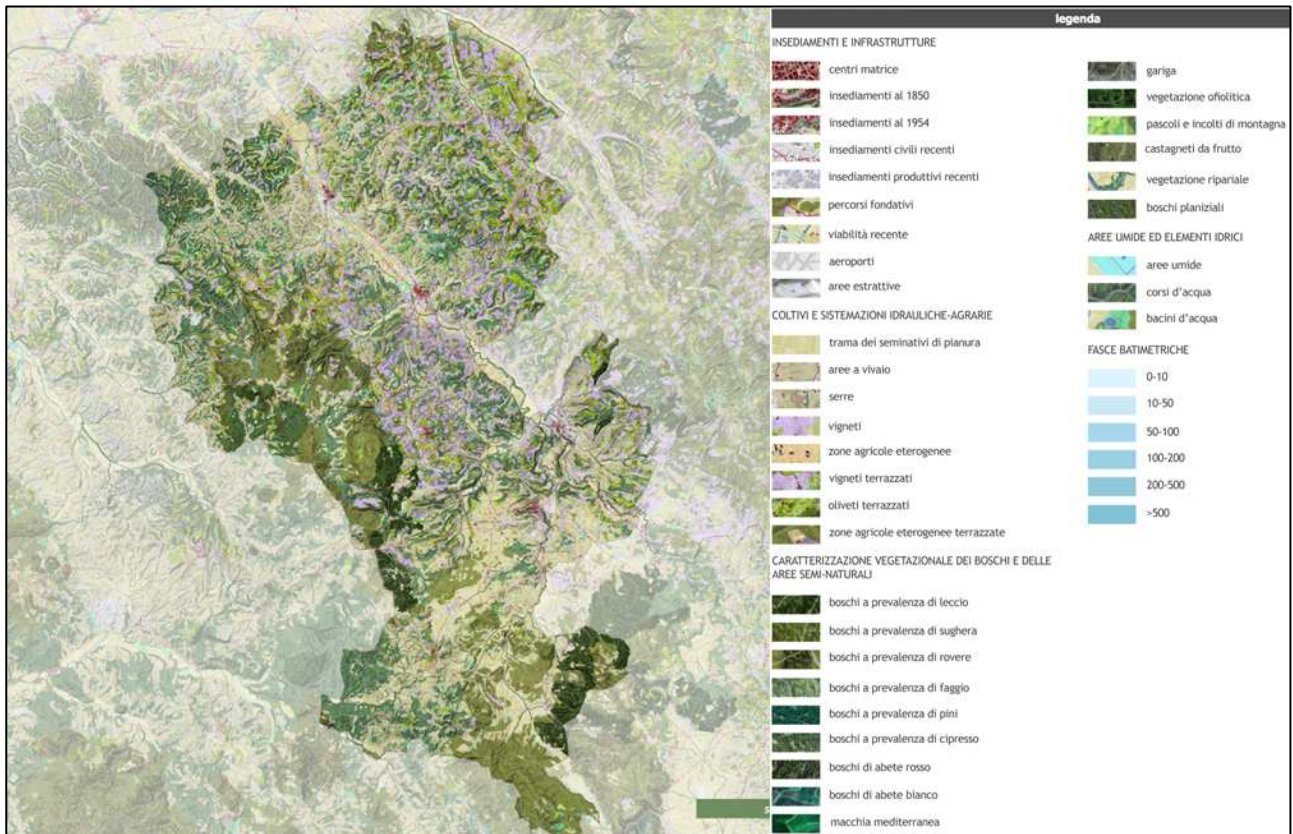 legenda
INSEDIAMENTI E INFRASTRUTTURE
centri matrice
insediamenti al 1850
insediamenti al 1954
insediamenti civili recenti
insediamenti produttivi recenti
percorsi fondativi
viabilità recente
aeroporti
aree estrattive
COLTIVI E SISTEMAZIONI IDRAULICHE-AGRARIE
trama dei seminativi di pianura
aree a vivaio
serre
vigneti
zone agricole eterogenee
vigneti terrazzati
oliveti terrazzati
zone agricole eterogenee terrazzate
CARATTERIZZAZIONE VEGETAZIONALE DEI BOSCHI E DELLE
AREE SEMI-NATURALI
boschi a prevalenza di leccio
boschi a prevalenza di sughera
boschi a prevalenza di rovere
boschi a prevalenza di faggio
boschi a prevalenza di pini
boschi a prevalenza di cipresso
boschi di abete rosso
boschi di abete bianco
macchia mediterranea
gariga
vegetazione ofiolitica
pascoli e incolti di montagna
castagneti da frutto
vegetazione ripariale
boschi planiziali
AREE UMIDE ED ELEMENTI IDRICI
aree umide
corsi d'acqua
bacini d'acqua
FASCE BATIMETRICHE
0-10
10-50
50-100
100-200
200-500
>500